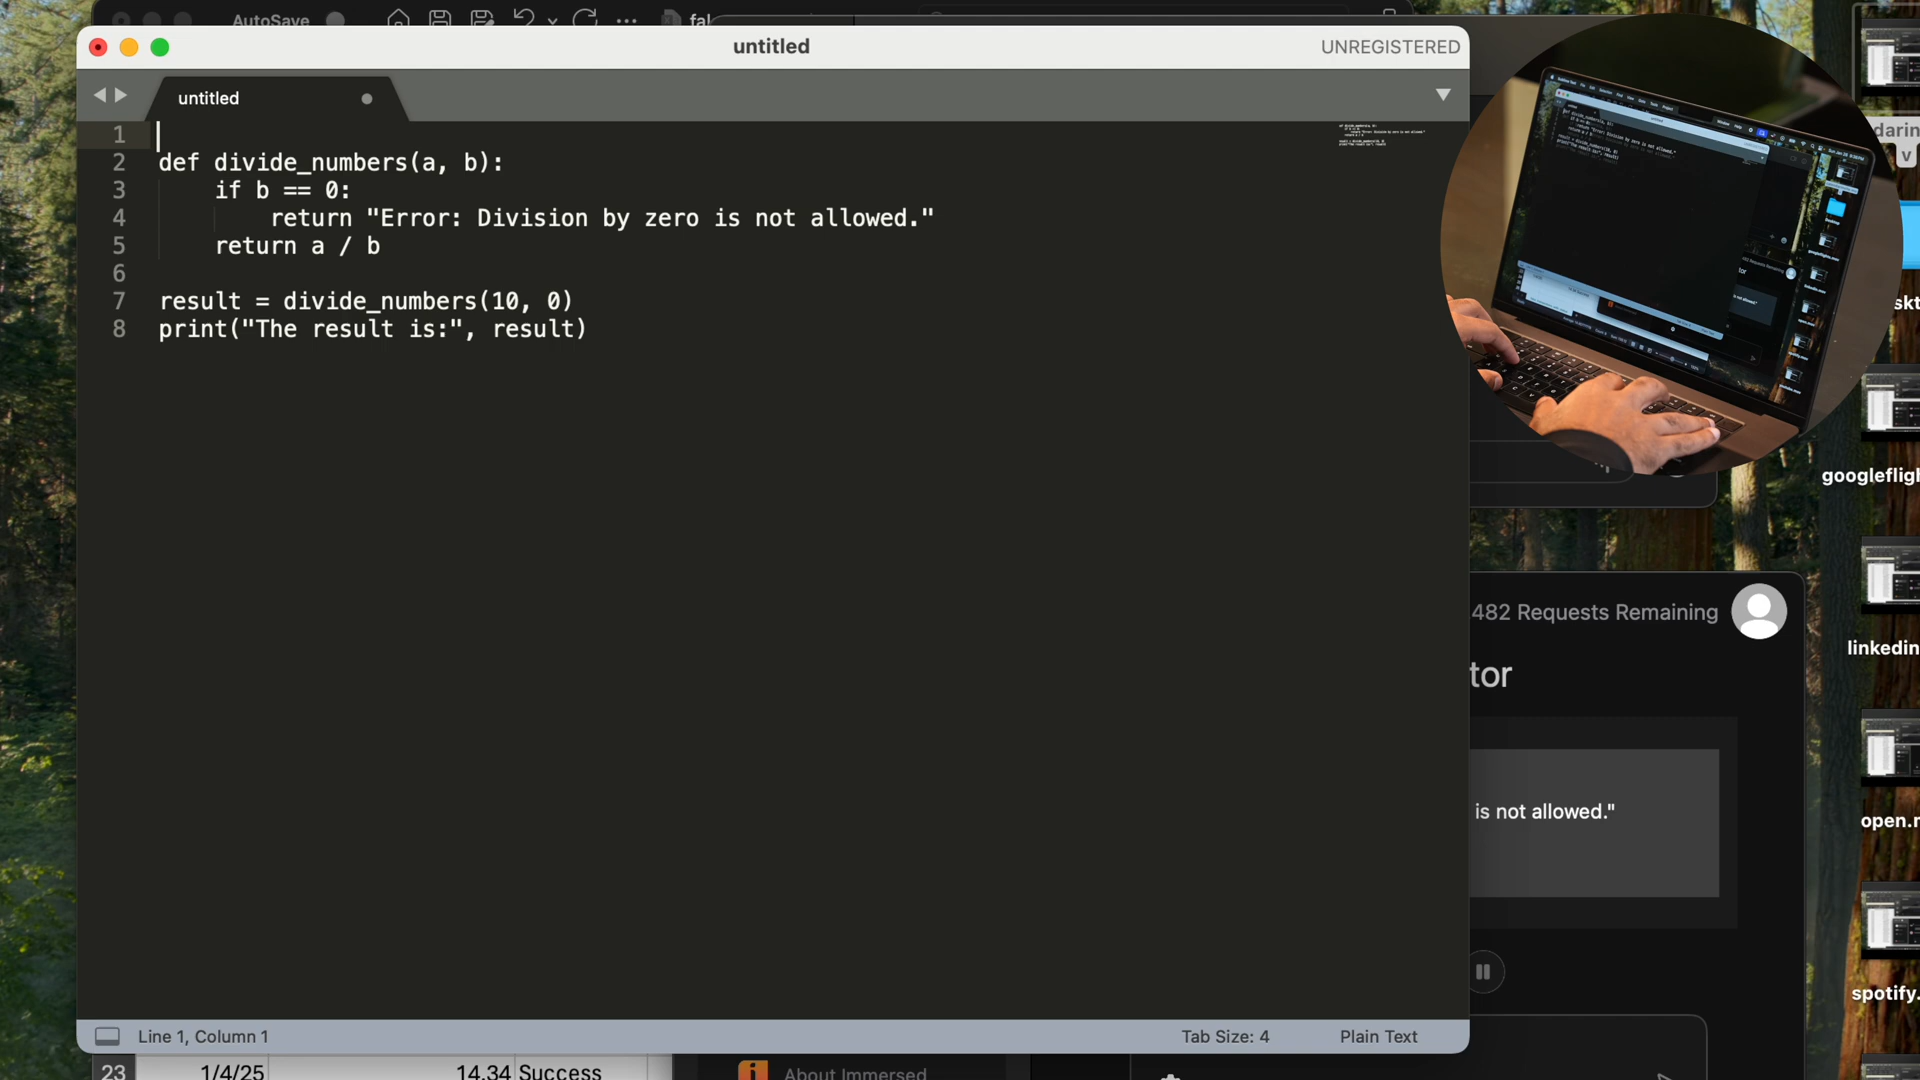 AutoSave
untitled
UNREGISTERED
untitled
1
2 def divide_numbers(a, b):
3 if b == 0:
4 return "Error: Division by zero is not allowed."
5 return a / b
6
7 result = divide_numbers(10, 0)
8 print("The result is:", result)
Line 1, Column 1
Tab Size: 4
Plain Text
482 Requests Remaining
tor
is not allowed."
23 1/4/25 14.34 Success
About Immersed
darin
v
skt
googlefligh
linkedin
open.r
spotify.